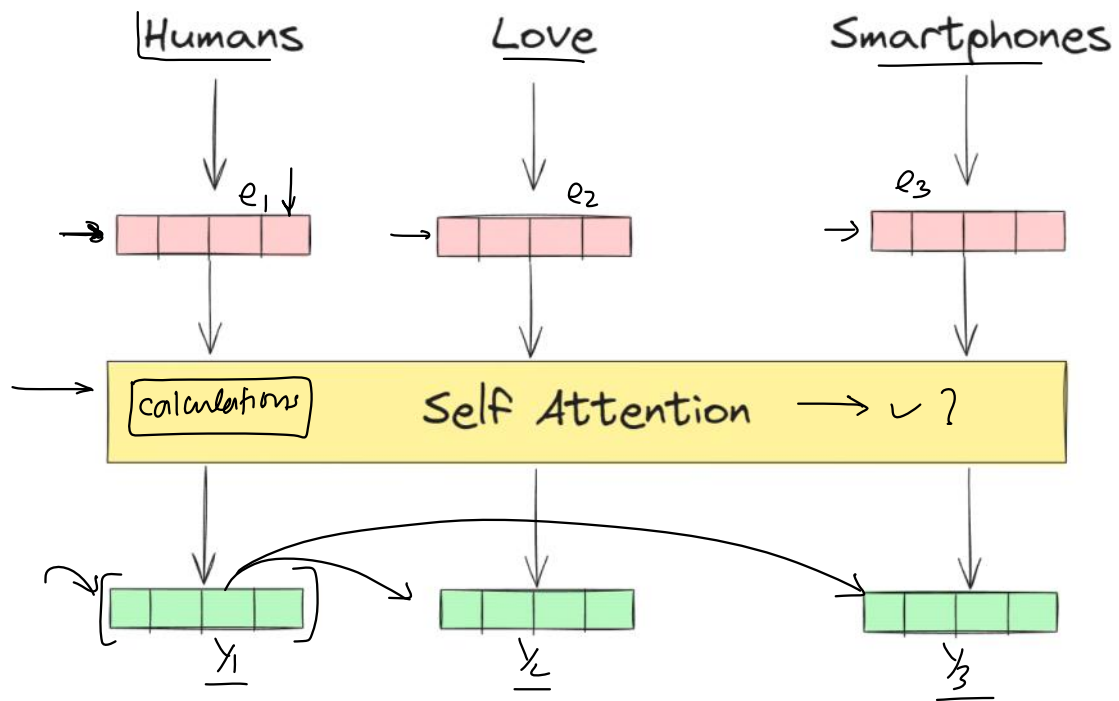 Humans Love Smartphones
e1 e2 e3
calculations Self Attention → ✓ ?
y1 y2 y3